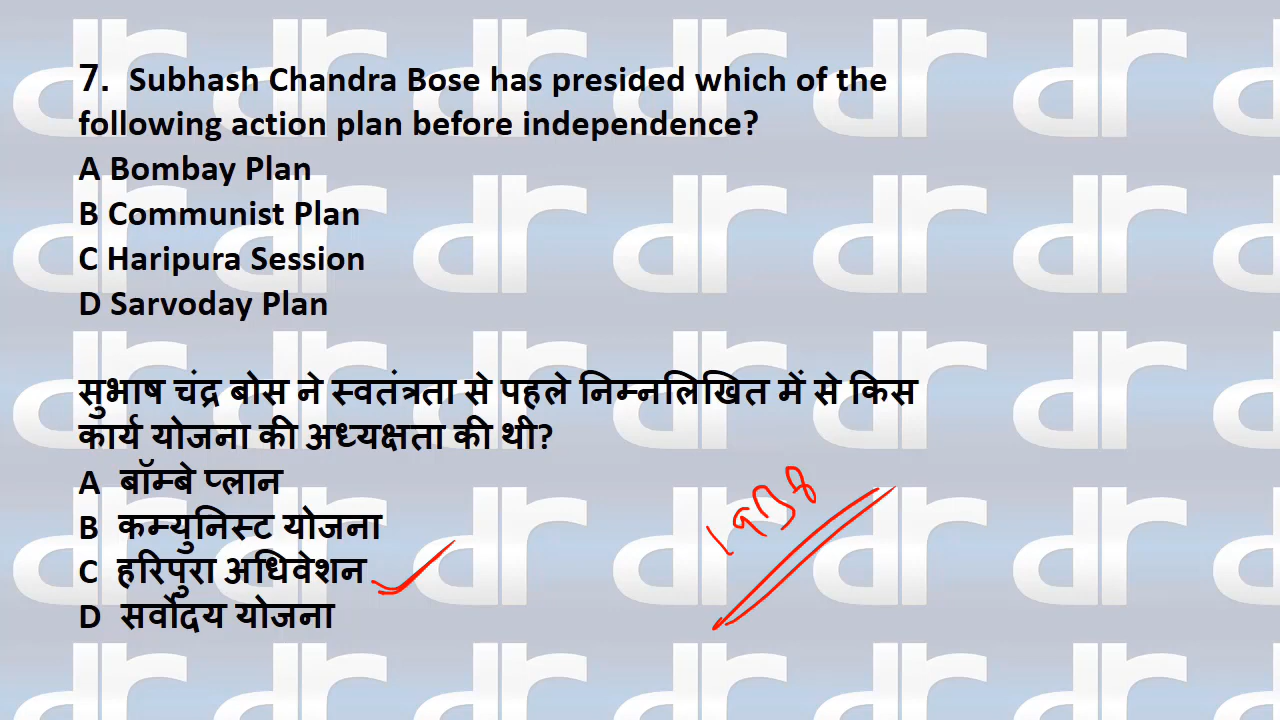 7. Subhash Chandra Bose has presided which of the
following action plan before independence?
A Bombay Plan
B Communist Plan
C Haripura Session
D Sarvoday Plan
सुभाष चंद्र बोस ने स्वतंत्रता से पहले निम्नलिखित में से किस
कार्य योजना की अध्यक्षता की थी?
A बॉम्बे प्लान
B कम्युनिस्ट योजना
C हरिपुरा अधिवेशन
D सर्वोदय योजना
1938